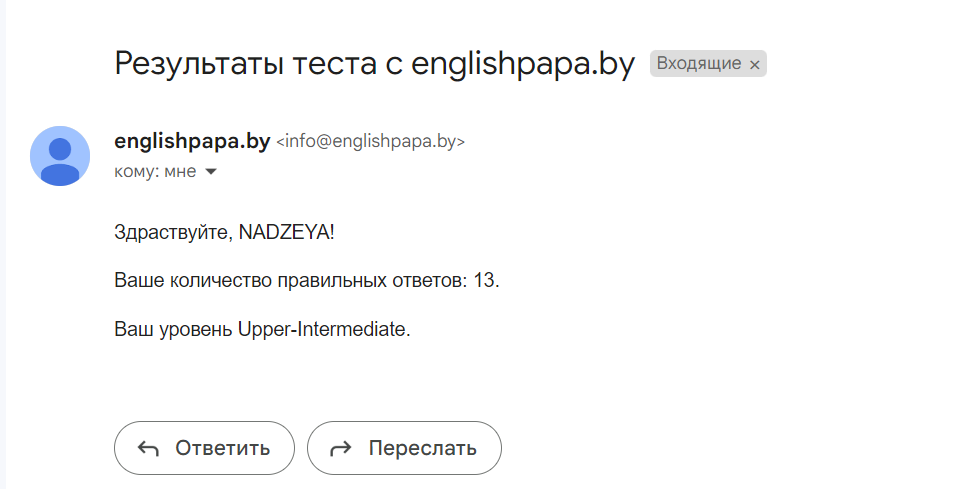 Результаты теста с englishpapa.by Входящие ×
englishpapa.by <info@englishpapa.by>
кому: мне
Здраствуйте, NADZEYA!
Ваше количество правильных ответов: 13.
Ваш уровень Upper-Intermediate.
Ответить Переслать